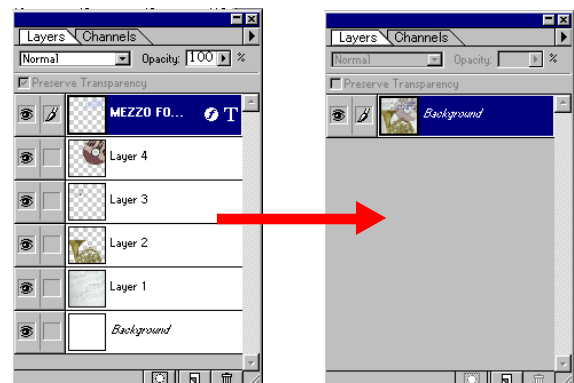 Layers Channels
Normal Opacity: 100 %
Preserve Transparency
MEZZO FO... T
Layer 4
Layer 3
Layer 2
Layer 1
Background
Layers Channels
Normal Opacity: %
Preserve Transparency
Background